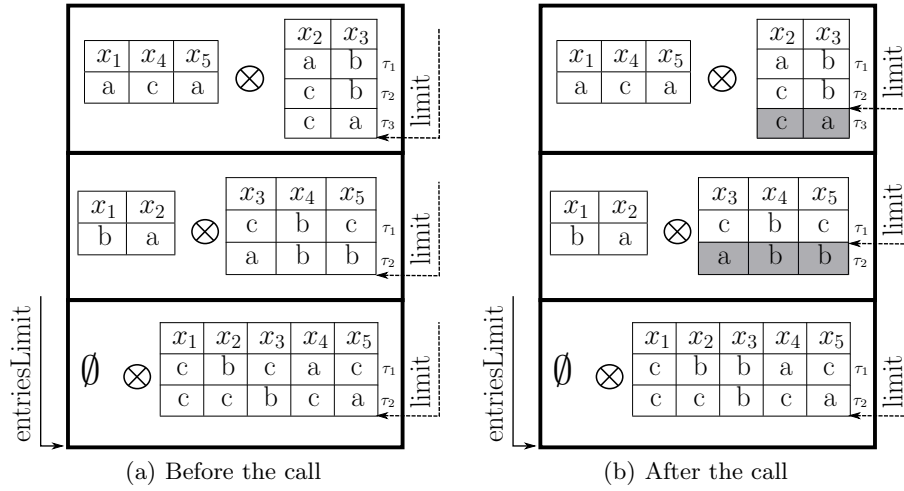 x₁ x₄ x₅
a c a
⊗
x₂ x₃
a b τ₁
c b τ₂
c a τ₃
limit
x₁ x₂
b a
⊗
x₃ x₄ x₅
c b c τ₁
a b b τ₂
limit
entriesLimit
∅ ⊗
x₁ x₂ x₃ x₄ x₅
c b c a c τ₁
c c b c a τ₂
limit
(a) Before the call
x₁ x₄ x₅
a c a
⊗
x₂ x₃
a b τ₁
c b τ₂
c a τ₃
limit
x₁ x₂
b a
⊗
x₃ x₄ x₅
c b c τ₁
a b b τ₂
limit
entriesLimit
∅ ⊗
x₁ x₂ x₃ x₄ x₅
c b b a c τ₁
c c b c a τ₂
limit
(b) After the call